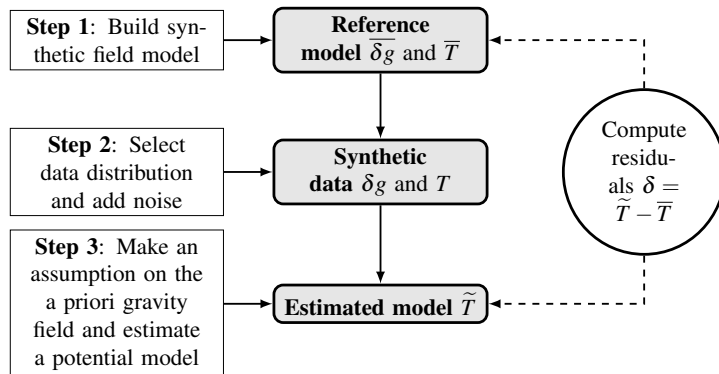 Step 1: Build syn-
thetic field model
Reference
model δg̅ and T̅
Step 2: Select
data distribution
and add noise
Synthetic
data δg and T
Compute
residu-
als δ =
T̃ − T̅
Step 3: Make an
assumption on the
a priori gravity
field and estimate
a potential model
Estimated model T̃